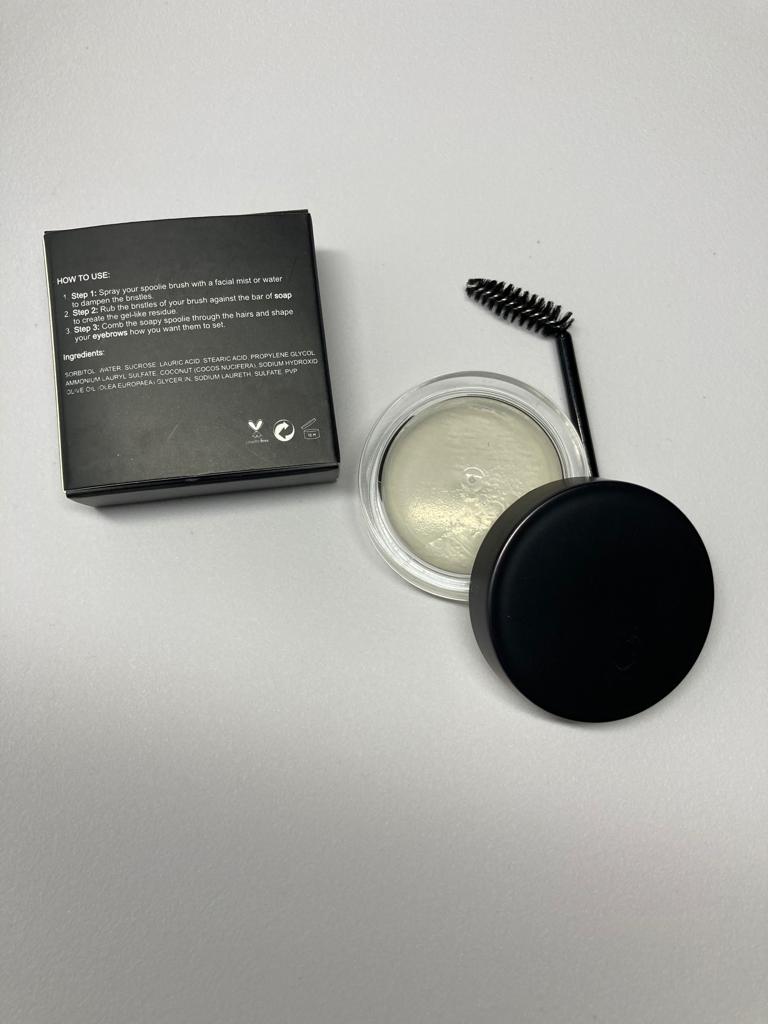 HOW TO USE:
1. Step 1: Spray your spoolie brush with a facial mist or water
to dampen the bristles.
2. Step 2: Rub the bristles of your brush against the bar of soap
to create the gel-like residue.
3. Step 3: Comb the soapy spoolie through the hairs and shape
your eyebrows how you want them to set.
Ingredients:
SORBITOL, WATER, SUCROSE, LAURIC ACID, STEARIC ACID, PROPYLENE GLYCOL
AMMONIUM LAURYL SULFATE, COCONUT (COCOS NUCIFERA), SODIUM HYDROXID
OLIVE OIL (OLEA EUROPAEA) GLYCERIN, SODIUM LAURETH, SULFATE, PVP
cruelty free